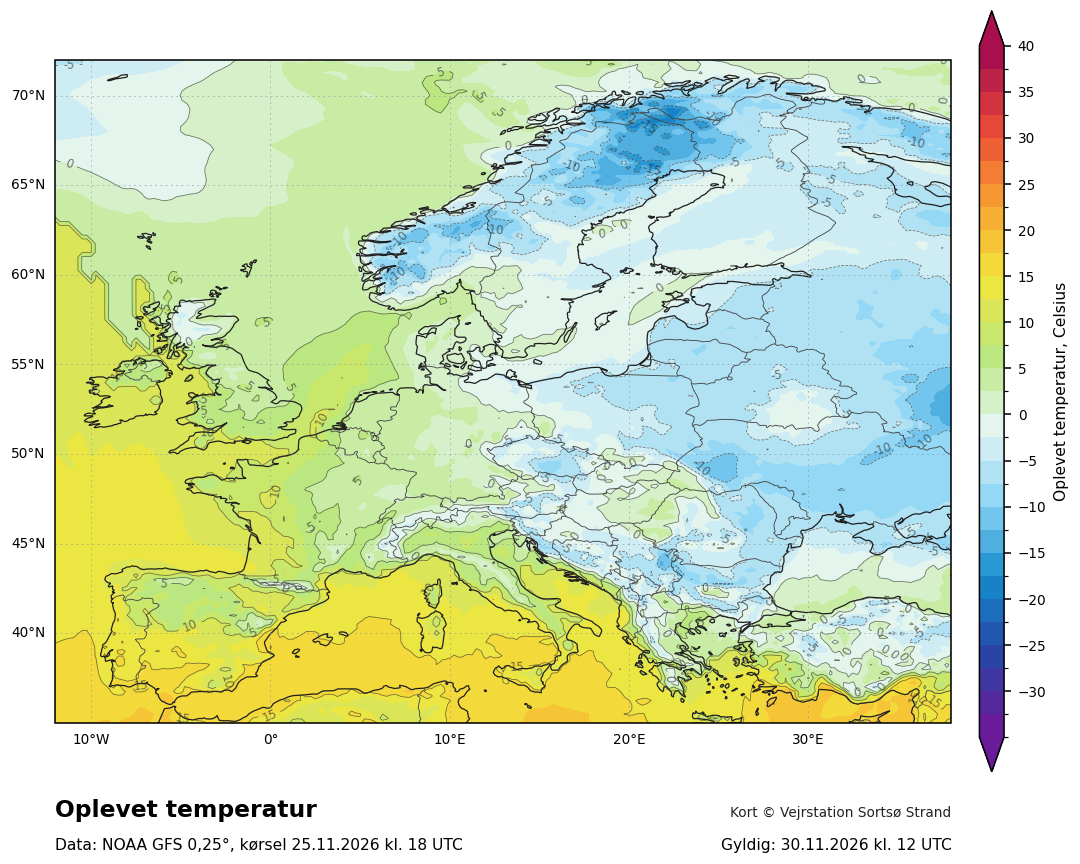 70°N
65°N
60°N
55°N
50°N
45°N
40°N
10°W
0°
10°E
20°E
30°E
40
35
30
25
20
15
10
5
0
−5
−10
−15
−20
−25
−30
Oplevet temperatur, Celsius
Oplevet temperatur
Kort © Vejrstation Sortsø Strand
Data: NOAA GFS 0,25°, kørsel 25.11.2026 kl. 18 UTC
Gyldig: 30.11.2026 kl. 12 UTC